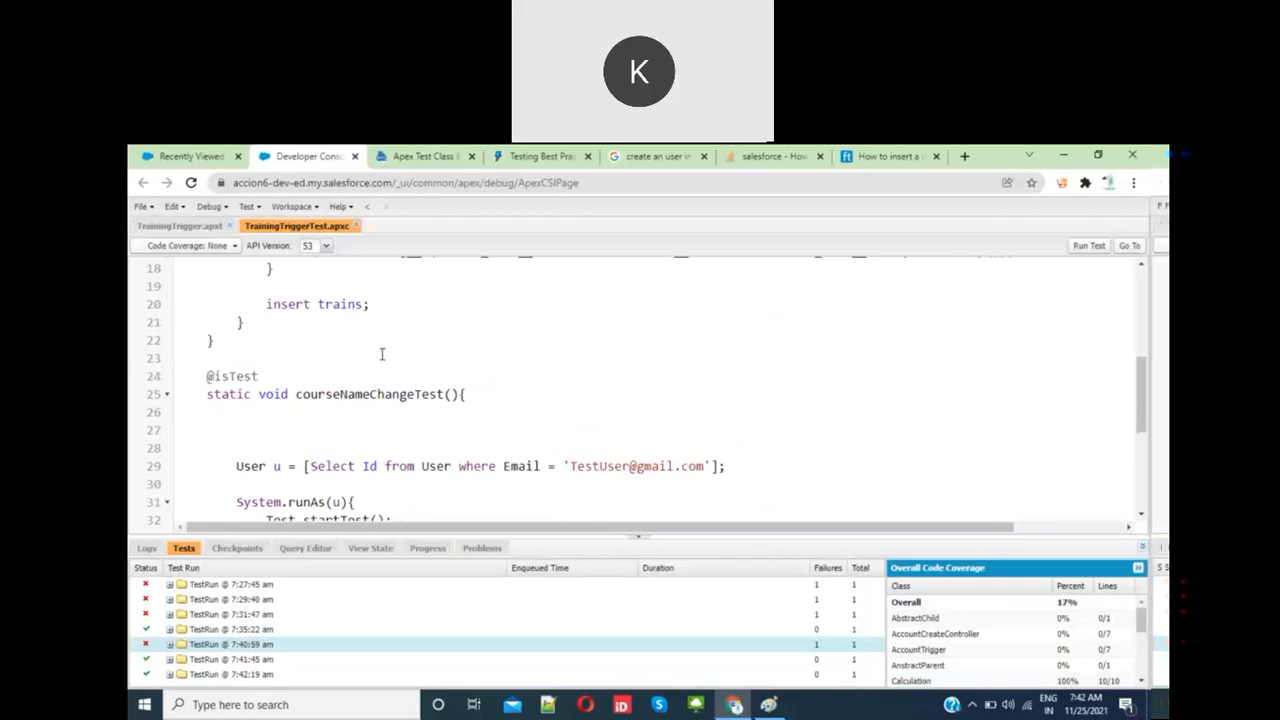 K
Recently Viewed
Developer Conso
Apex Test Class
Testing Best Prac
create an user in
salesforce - How
How to insert a
accion6-dev-ed.my.salesforce.com/_ui/common/apex/debug/ApexCSIPage
File Edit Debug Test Workspace Help < >
TrainingTrigger.apxt TrainingTriggerTest.apxc
Code Coverage: None API Version: 53 Run Test Go To
18 }
19
20 insert trains;
21 }
22 }
23
24 @isTest
25 static void courseNameChangeTest(){
26
27
28
29 User u = [Select Id from User where Email = 'TestUser@gmail.com'];
30
31 System.runAs(u){
32 Test.startTest();
Logs Tests Checkpoints Query Editor View State Progress Problems
Status Test Run Enqueued Time Duration Failures Total
TestRun @ 7:27:45 am 1 1
TestRun @ 7:29:40 am 1 1
TestRun @ 7:31:47 am 1 1
TestRun @ 7:35:22 am 0 1
TestRun @ 7:40:59 am 1 1
TestRun @ 7:41:45 am 0 1
TestRun @ 7:42:19 am 0 1
Overall Code Coverage
Class Percent Lines
Overall 17%
AbstractChild 0% 0/1
AccountCreateController 0% 0/7
AccountTrigger 0% 0/7
AnstractParent 0% 0/1
Calculation 100% 10/10
Type here to search
ENG
IN
7:42 AM
11/25/2021